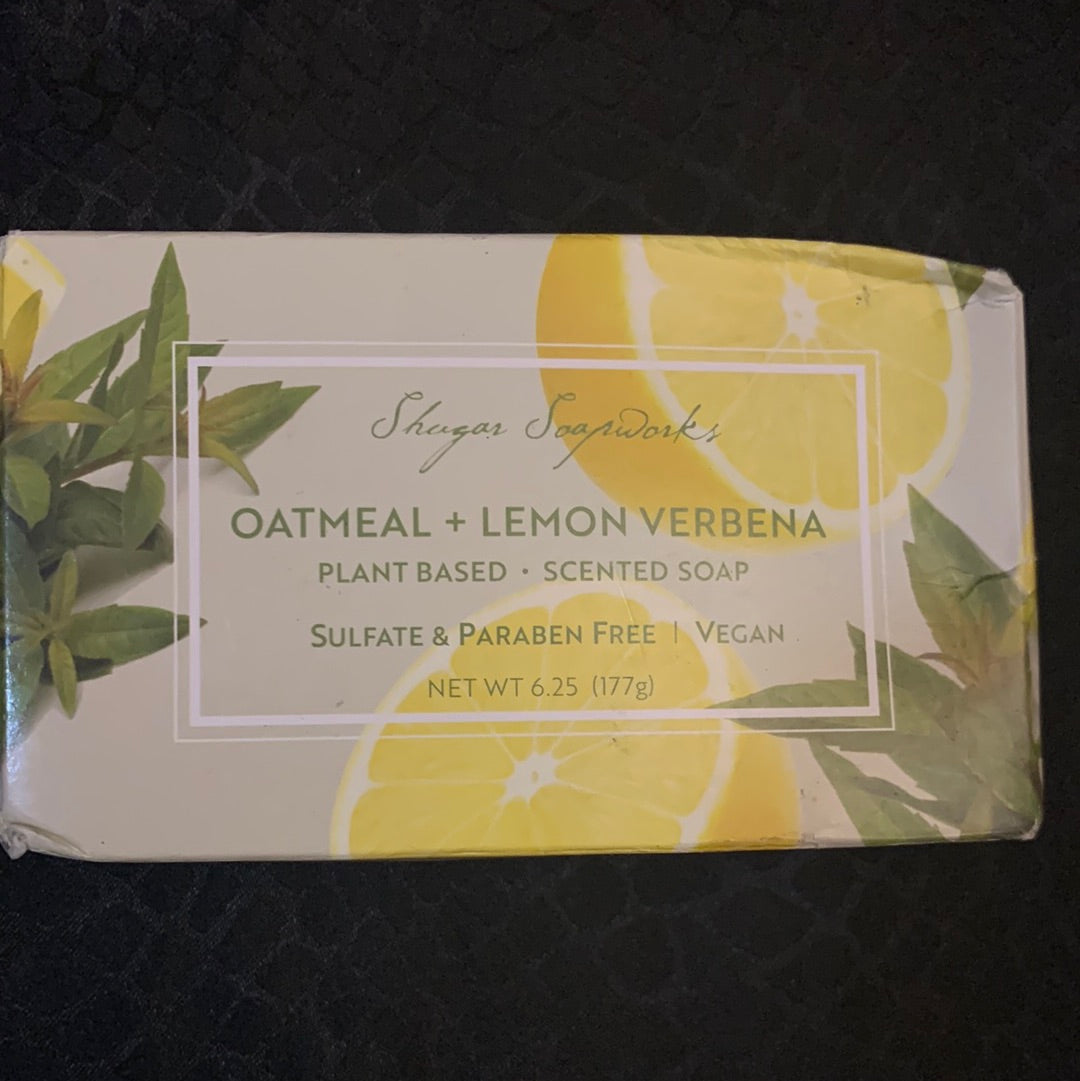 Shugar Soapworks
OATMEAL + LEMON VERBENA
PLANT BASED • SCENTED SOAP
SULFATE & PARABEN FREE | VEGAN
NET WT 6.25 (177g)